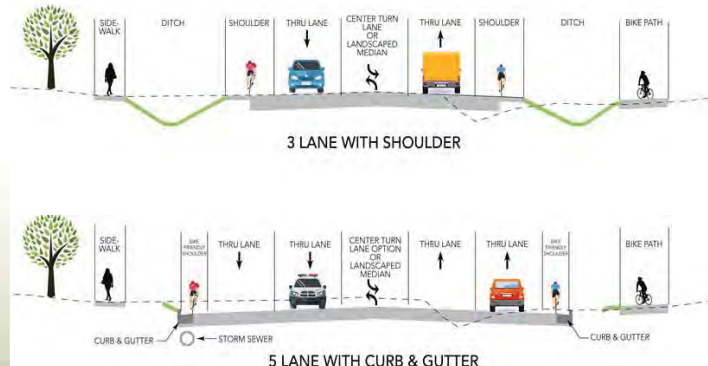 SIDE-
WALK
DITCH
SHOULDER
THRU LANE
CENTER TURN
LANE
OR
LANDSCAPED
MEDIAN
THRU LANE
SHOULDER
DITCH
BIKE PATH
3 LANE WITH SHOULDER
SIDE-
WALK
BIKE
FRIENDLY
SHOULDER
THRU LANE
THRU LANE
CENTER TURN
LANE OPTION
OR
LANDSCAPED
MEDIAN
THRU LANE
THRU LANE
BIKE
FRIENDLY
SHOULDER
BIKE PATH
CURB & GUTTER
STORM SEWER
CURB & GUTTER
5 LANE WITH CURB & GUTTER